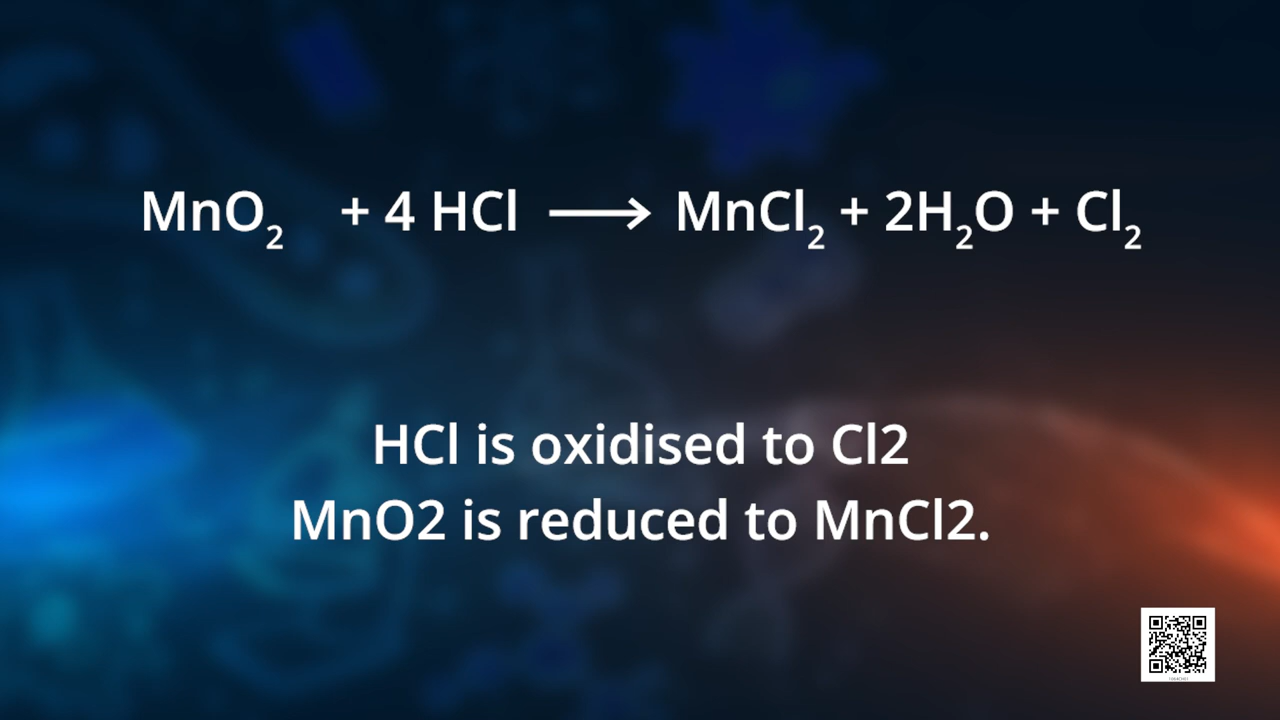 MnO₂ + 4 HCl ⟶ MnCl₂ + 2H₂O + Cl₂
HCl is oxidised to Cl2
MnO2 is reduced to MnCl2.